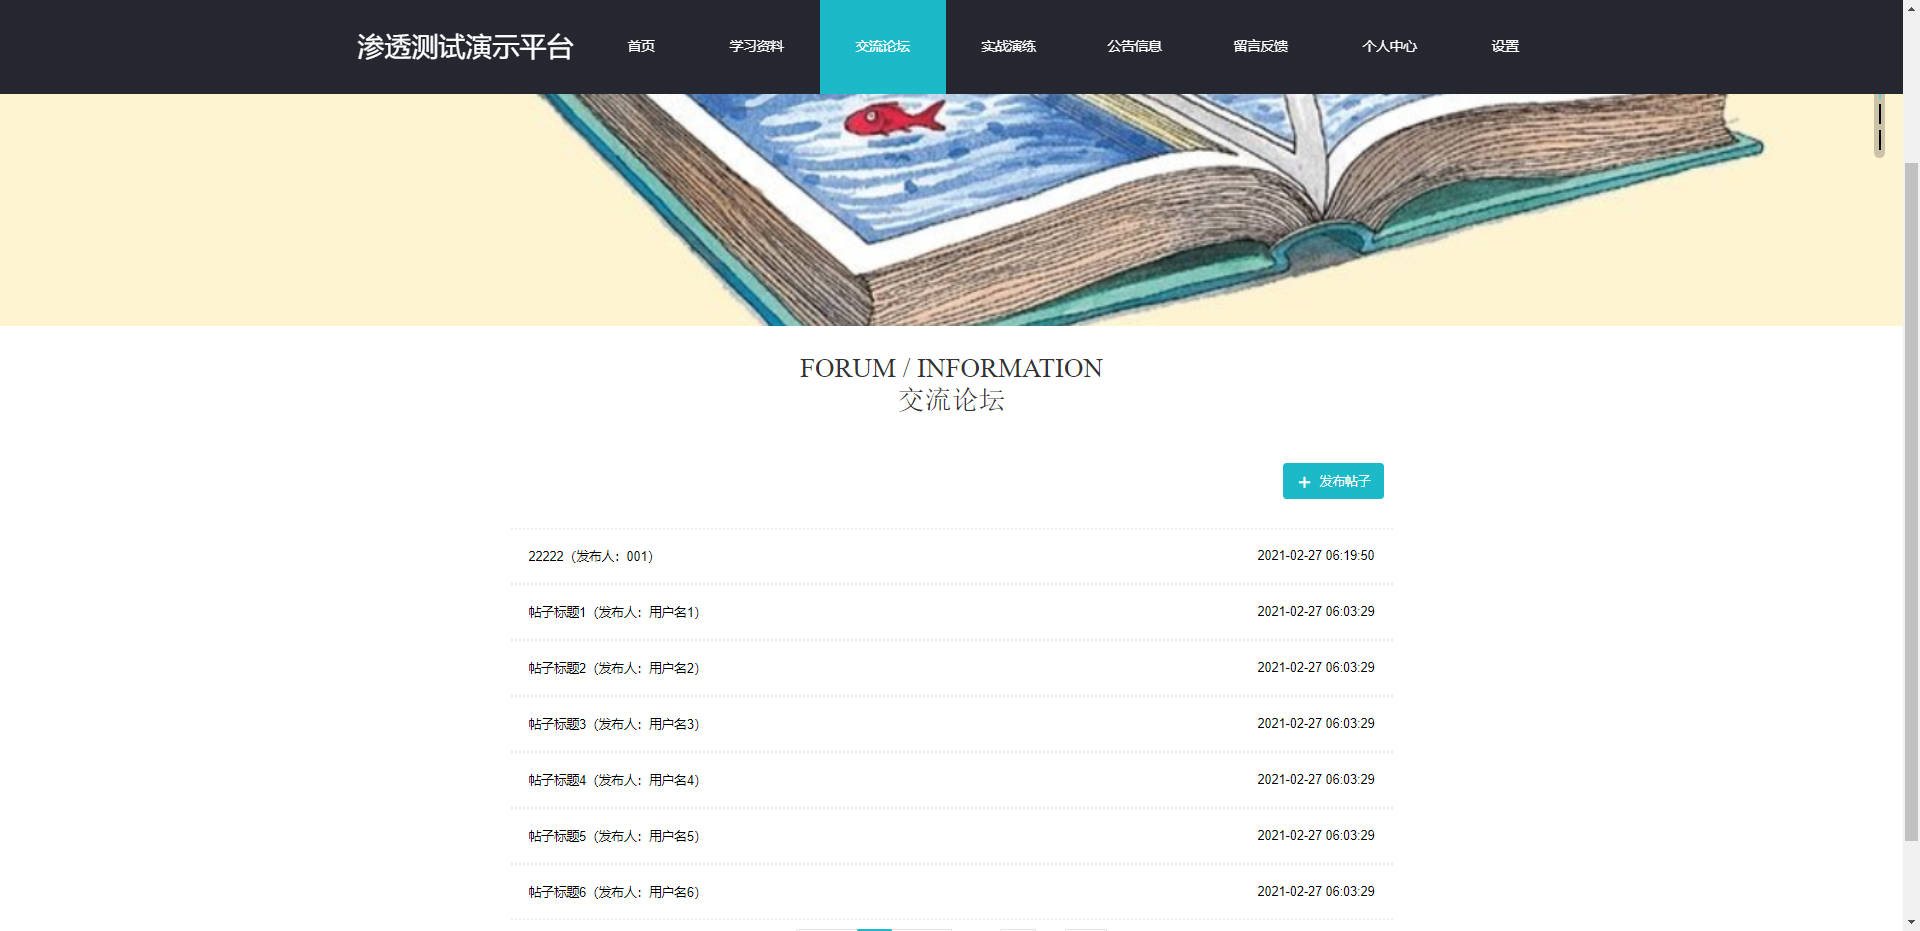 渗透测试演示平台 首页 学习资料 交流论坛 实战演练 公告信息 留言反馈 个人中心 设置
FORUM / INFORMATION
交流论坛
+ 发布帖子
22222（发布人：001） 2021-02-27 06:19:50
帖子标题1（发布人：用户名1） 2021-02-27 06:03:29
帖子标题2（发布人：用户名2） 2021-02-27 06:03:29
帖子标题3（发布人：用户名3） 2021-02-27 06:03:29
帖子标题4（发布人：用户名4） 2021-02-27 06:03:29
帖子标题5（发布人：用户名5） 2021-02-27 06:03:29
帖子标题6（发布人：用户名6） 2021-02-27 06:03:29